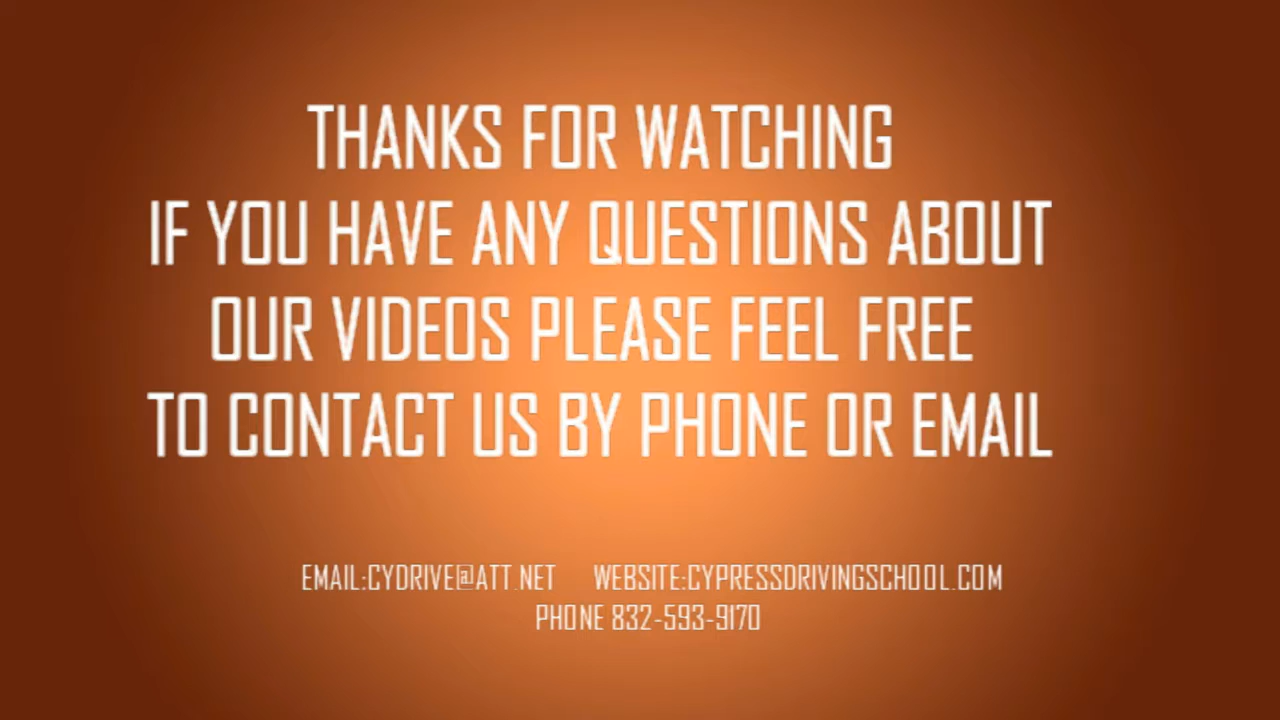 THANKS FOR WATCHING
IF YOU HAVE ANY QUESTIONS ABOUT
OUR VIDEOS PLEASE FEEL FREE
TO CONTACT US BY PHONE OR EMAIL
EMAIL:CYDRIVE@ATT.NET WEBSITE:CYPRESSDRIVINGSCHOOL.COM
PHONE 832-593-9170